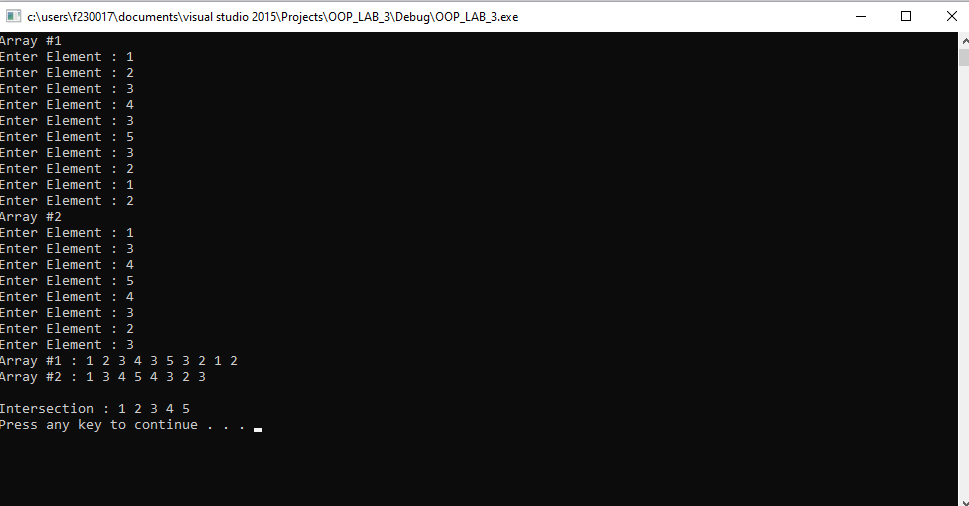 c:\users\f230017\documents\visual studio 2015\Projects\OOP_LAB_3\Debug\OOP_LAB_3.exe
Array #1
Enter Element : 1
Enter Element : 2
Enter Element : 3
Enter Element : 4
Enter Element : 3
Enter Element : 5
Enter Element : 3
Enter Element : 2
Enter Element : 1
Enter Element : 2
Array #2
Enter Element : 1
Enter Element : 3
Enter Element : 4
Enter Element : 5
Enter Element : 4
Enter Element : 3
Enter Element : 2
Enter Element : 3
Array #1 : 1 2 3 4 3 5 3 2 1 2
Array #2 : 1 3 4 5 4 3 2 3
Intersection : 1 2 3 4 5
Press any key to continue . . .